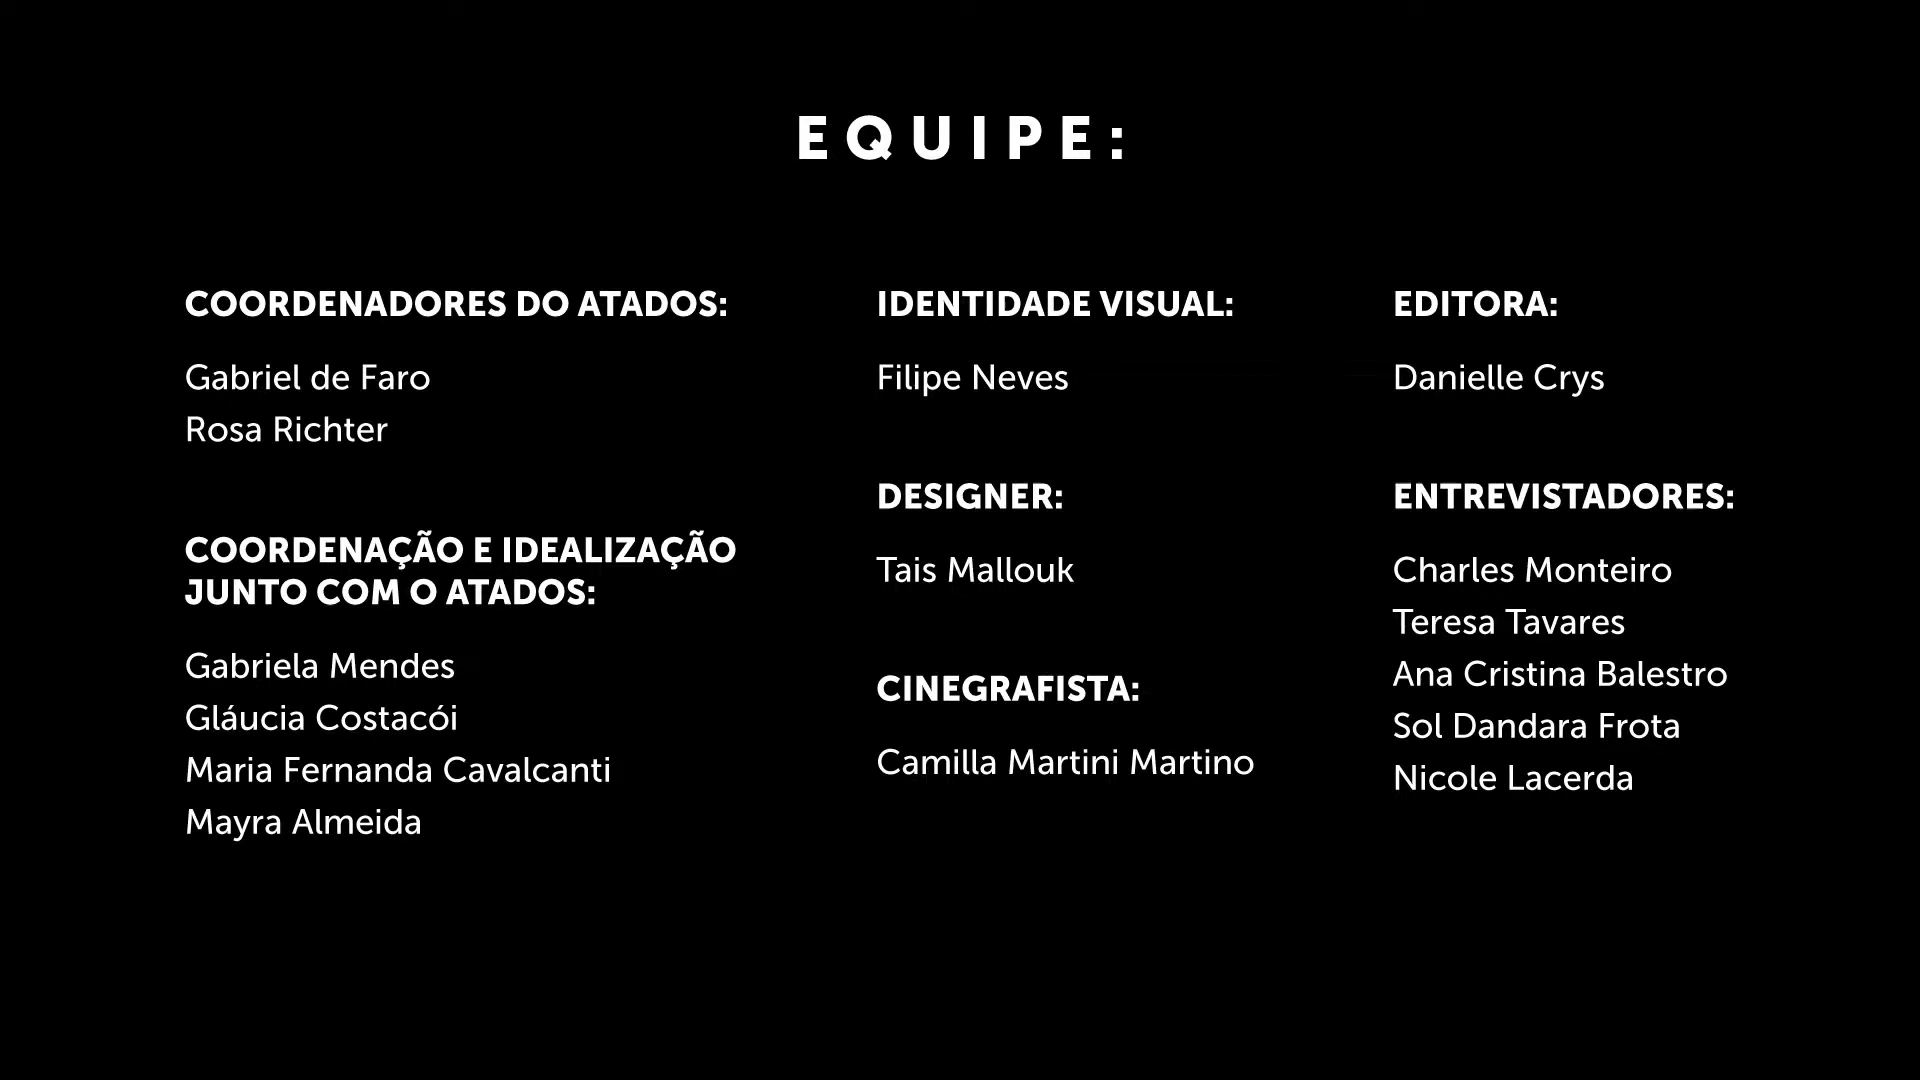 EQUIPE:
COORDENADORES DO ATADOS:
Gabriel de Faro
Rosa Richter
COORDENAÇÃO E IDEALIZAÇÃO
JUNTO COM O ATADOS:
Gabriela Mendes
Gláucia Costacói
Maria Fernanda Cavalcanti
Mayra Almeida
IDENTIDADE VISUAL:
Filipe Neves
DESIGNER:
Tais Mallouk
CINEGRAFISTA:
Camilla Martini Martino
EDITORA:
Danielle Crys
ENTREVISTADORES:
Charles Monteiro
Teresa Tavares
Ana Cristina Balestro
Sol Dandara Frota
Nicole Lacerda